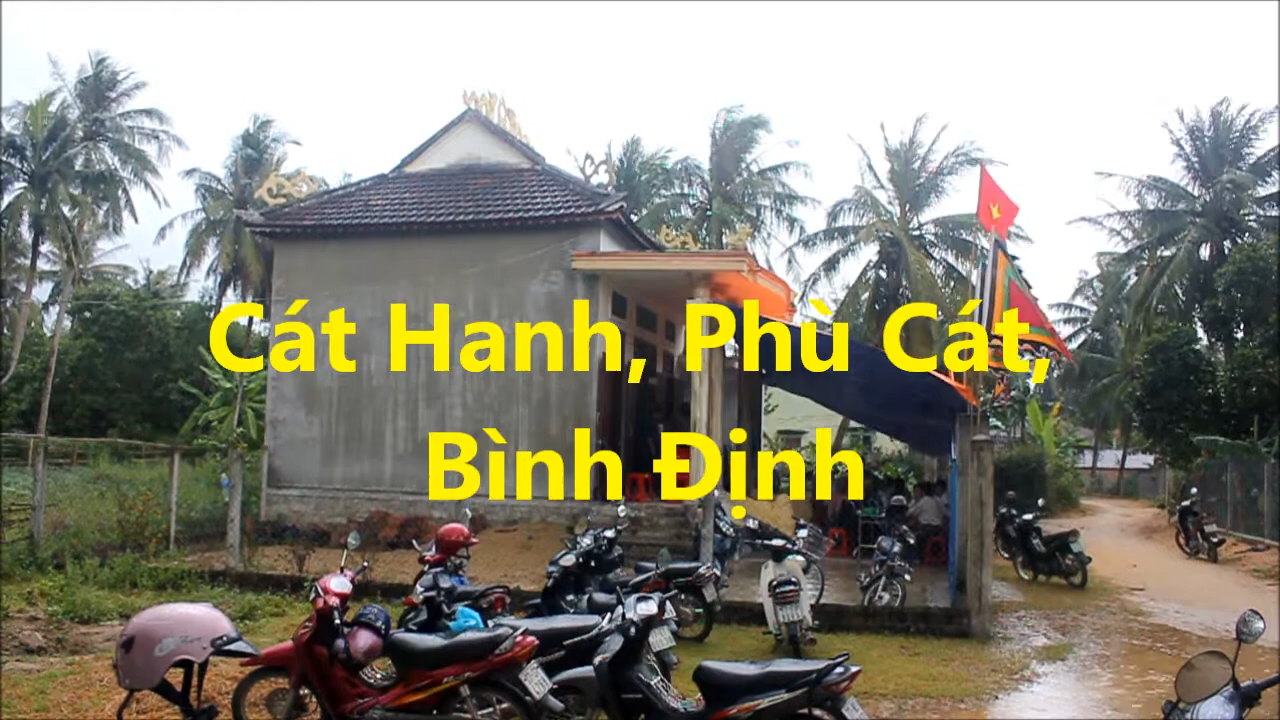 Cát Hanh, Phù Cát,
Bình Định